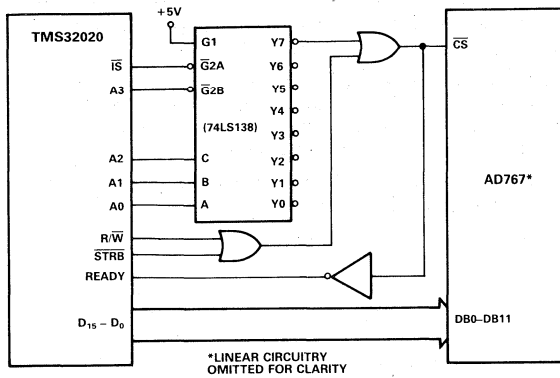 +5V
TMS32020
G1
Y7
CS
IS
G2A
Y6
A3
G2B
Y5
Y4
(74LS138)
Y3
A2
C
Y2
A1
B
Y1
A0
A
Y0
AD767*
R/W
STRB
READY
D15 – D0
DB0–DB11
*LINEAR CIRCUITRY
OMITTED FOR CLARITY